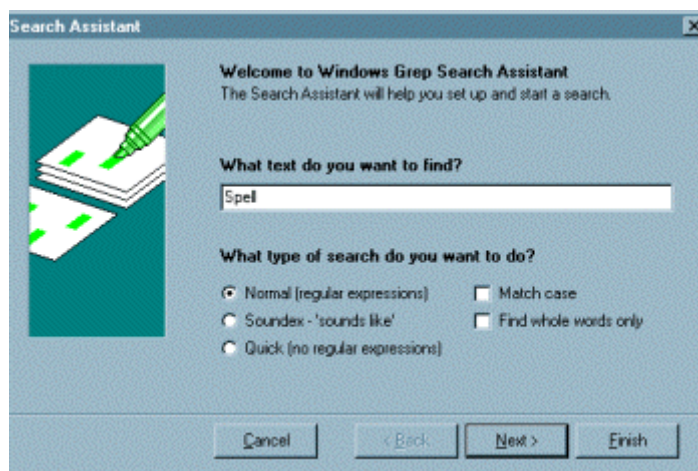 Search Assistant
Welcome to Windows Grep Search Assistant
The Search Assistant will help you set up and start a search.
What text do you want to find?
Spell
What type of search do you want to do?
Normal (regular expressions)
Match case
Soundex - 'sounds like'
Find whole words only
Quick (no regular expressions)
Cancel
< Back
Next >
Finish